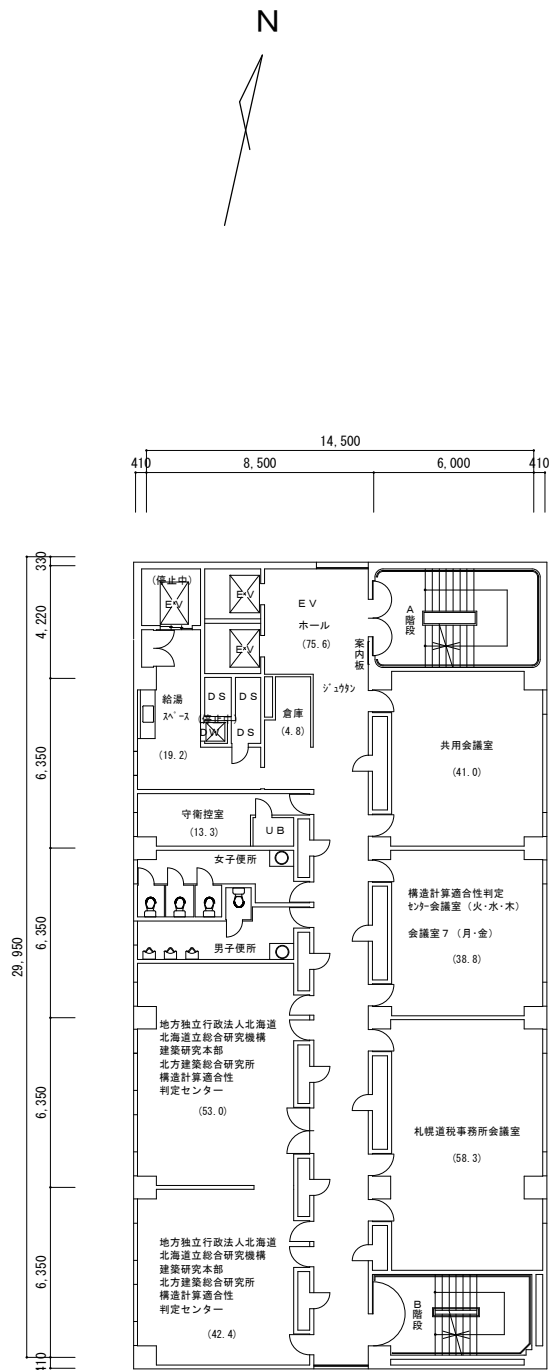 N
14,500
410
8,500
6,000
410
330
4,220
6,350
6,350
6,350
6,350
110
29,950
(停止中)
EV
EV
EV
EV
ホール
(75.6)
A階段
案内板
ジュウタン
給湯
スペース
(19.2)
DS
DS
(停止中)
DW
DS
倉庫
(4.8)
共用会議室
(41.0)
守衛控室
(13.3)
UB
女子便所
男子便所
構造計算適合性判定
センター会議室(火・水・木)
会議室7(月・金)
(38.8)
地方独立行政法人北海道
北海道立総合研究機構
建築研究本部
北方建築総合研究所
構造計算適合性
判定センター
(53.0)
札幌道税事務所会議室
(58.3)
地方独立行政法人北海道
北海道立総合研究機構
建築研究本部
北方建築総合研究所
構造計算適合性
判定センター
(42.4)
B階段